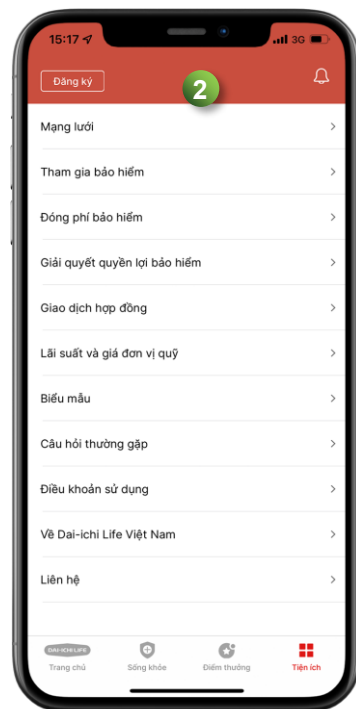 15:17
3G
Đăng ký
2
Mạng lưới
Tham gia bảo hiểm
Đóng phí bảo hiểm
Giải quyết quyền lợi bảo hiểm
Giao dịch hợp đồng
Lãi suất và giá đơn vị quỹ
Biểu mẫu
Câu hỏi thường gặp
Điều khoản sử dụng
Về Dai-ichi Life Việt Nam
Liên hệ
DAI-ICHI LIFE
Trang chủ
Sống khỏe
Điểm thưởng
Tiện ích